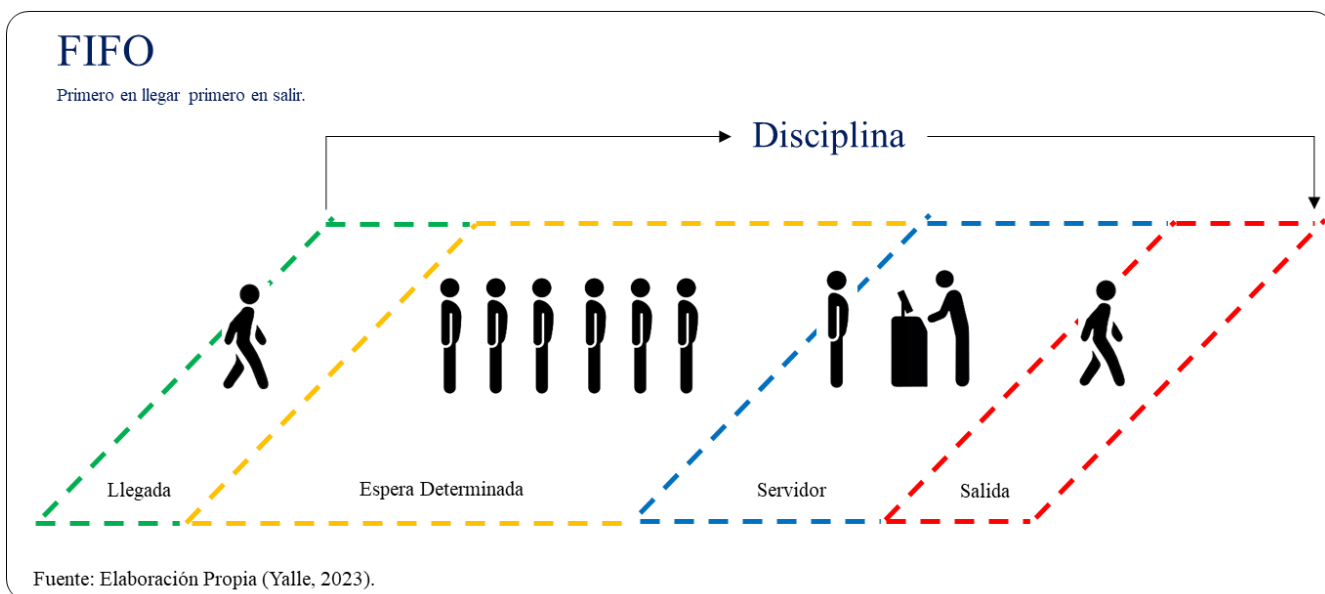 FIFO
Primero en llegar primero en salir.
Disciplina
Llegada
Espera Determinada
Servidor
Salida
Fuente: Elaboración Propia (Yalle, 2023).